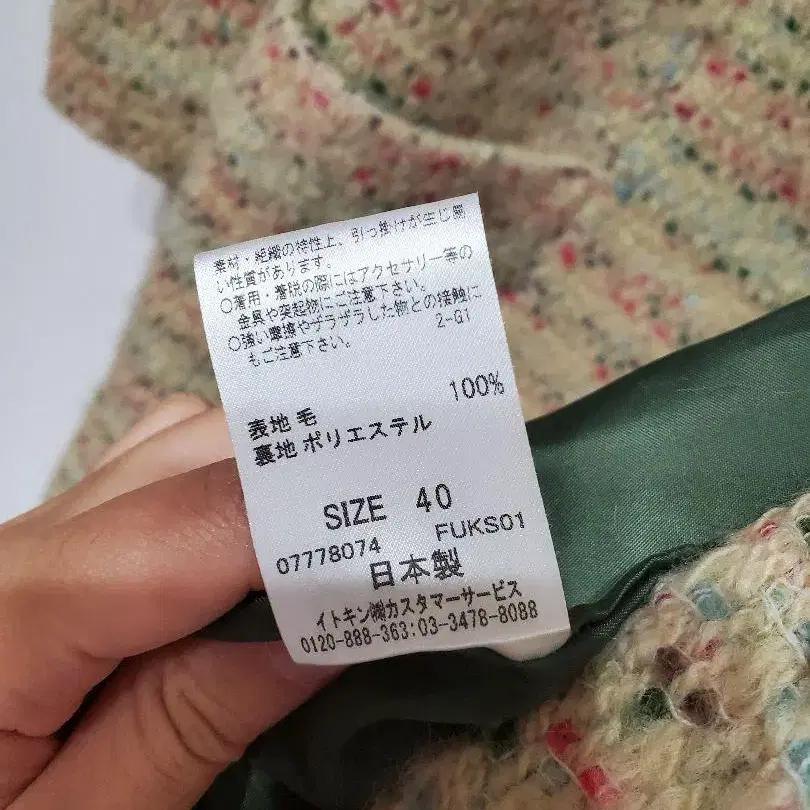 素材・組織の特性上、引っ掛けが生じ易
い性質があります。
○着用・着脱の際にはアクセサリー等の
金具や突起物にご注意下さい。
○強い摩擦やザラザラした物との接触に
もご注意下さい。 2-G1
表地 毛 100%
裏地 ポリエステル
SIZE 40
07778074 FUKS01
日本製
イトキン㈱カスタマーサービス
0120-888-363:03-3478-8088